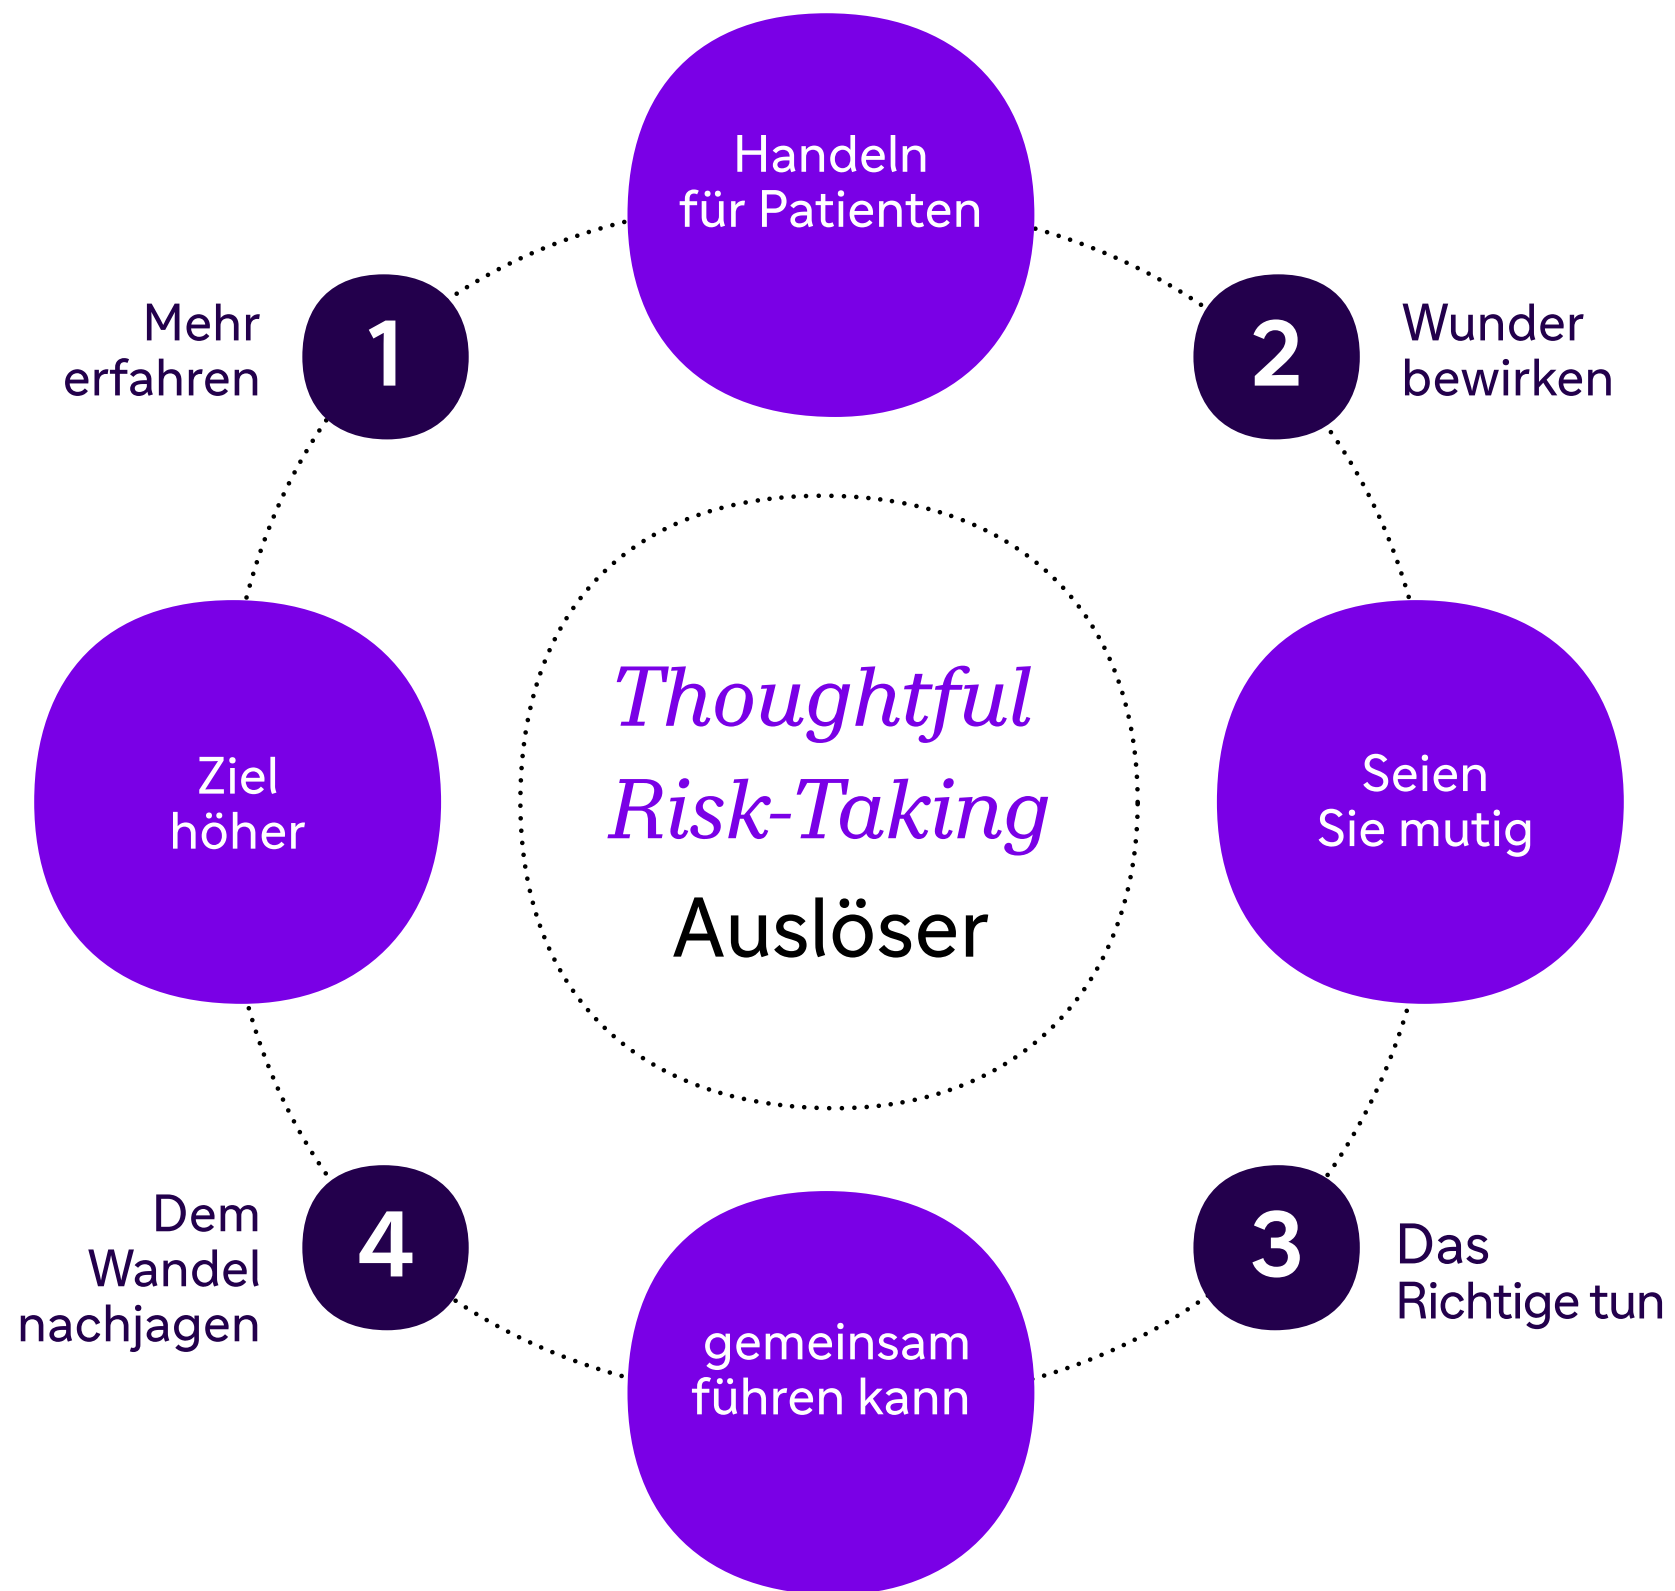 Handeln
für Patienten
Mehr
erfahren
1
2
Wunder
bewirken
Ziel
höher
Thoughtful
Risk-Taking
Auslöser
Seien
Sie mutig
Dem
Wandel
nachjagen
4
gemeinsam
führen kann
3
Das
Richtige tun